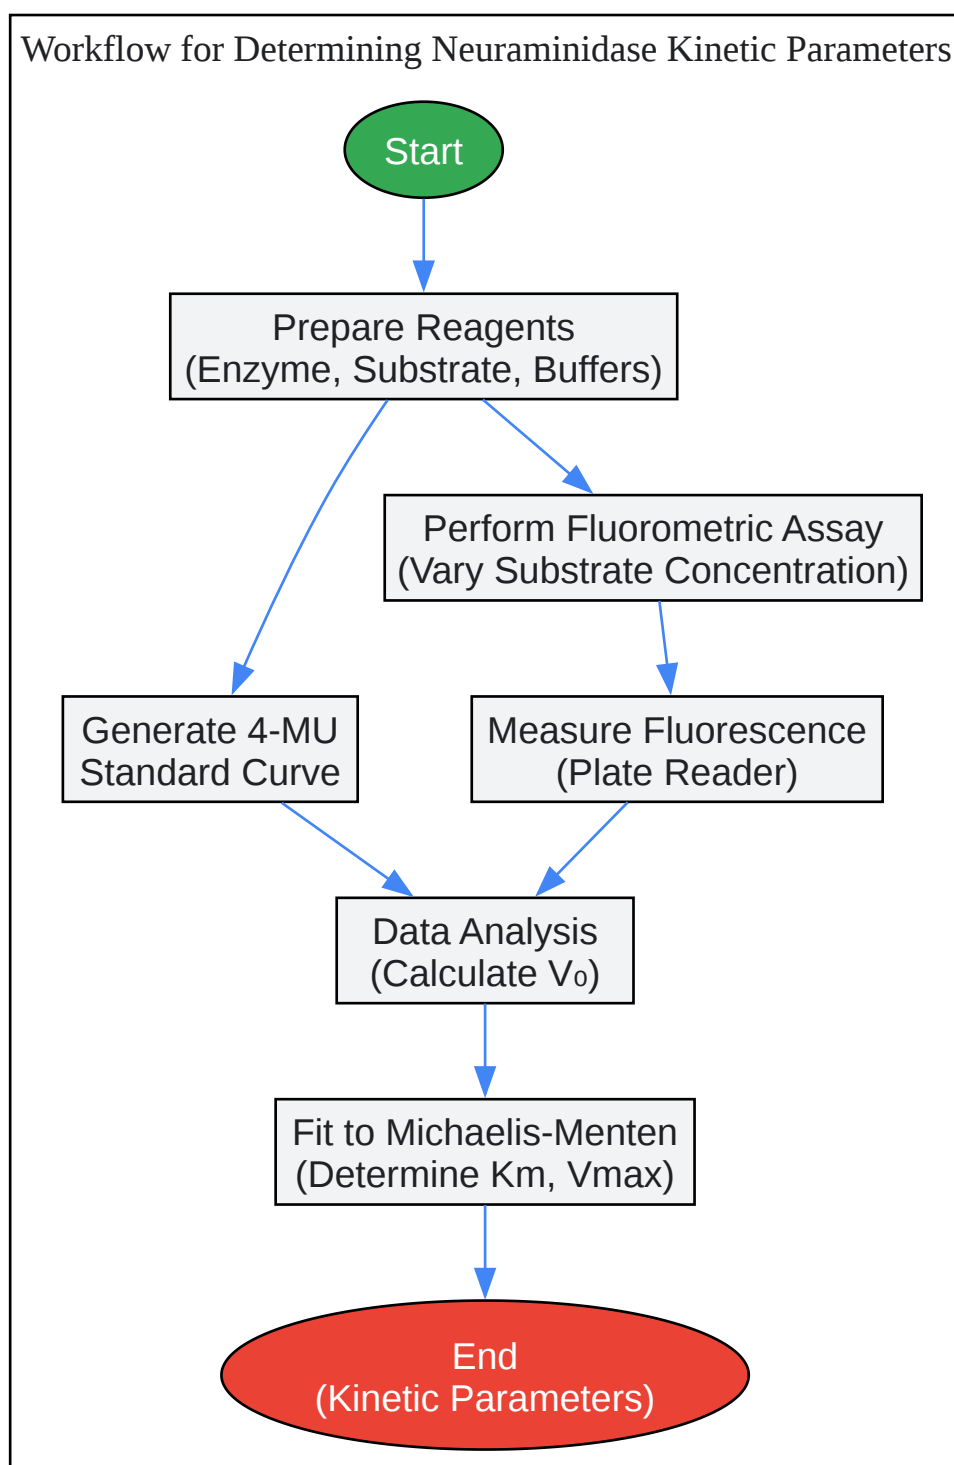 Workflow for Determining Neuraminidase Kinetic Parameters
Start
Prepare Reagents
(Enzyme, Substrate, Buffers)
Perform Fluorometric Assay
(Vary Substrate Concentration)
Generate 4-MU
Standard Curve
Measure Fluorescence
(Plate Reader)
Data Analysis
(Calculate V₀)
Fit to Michaelis-Menten
(Determine Km, Vmax)
End
(Kinetic Parameters)